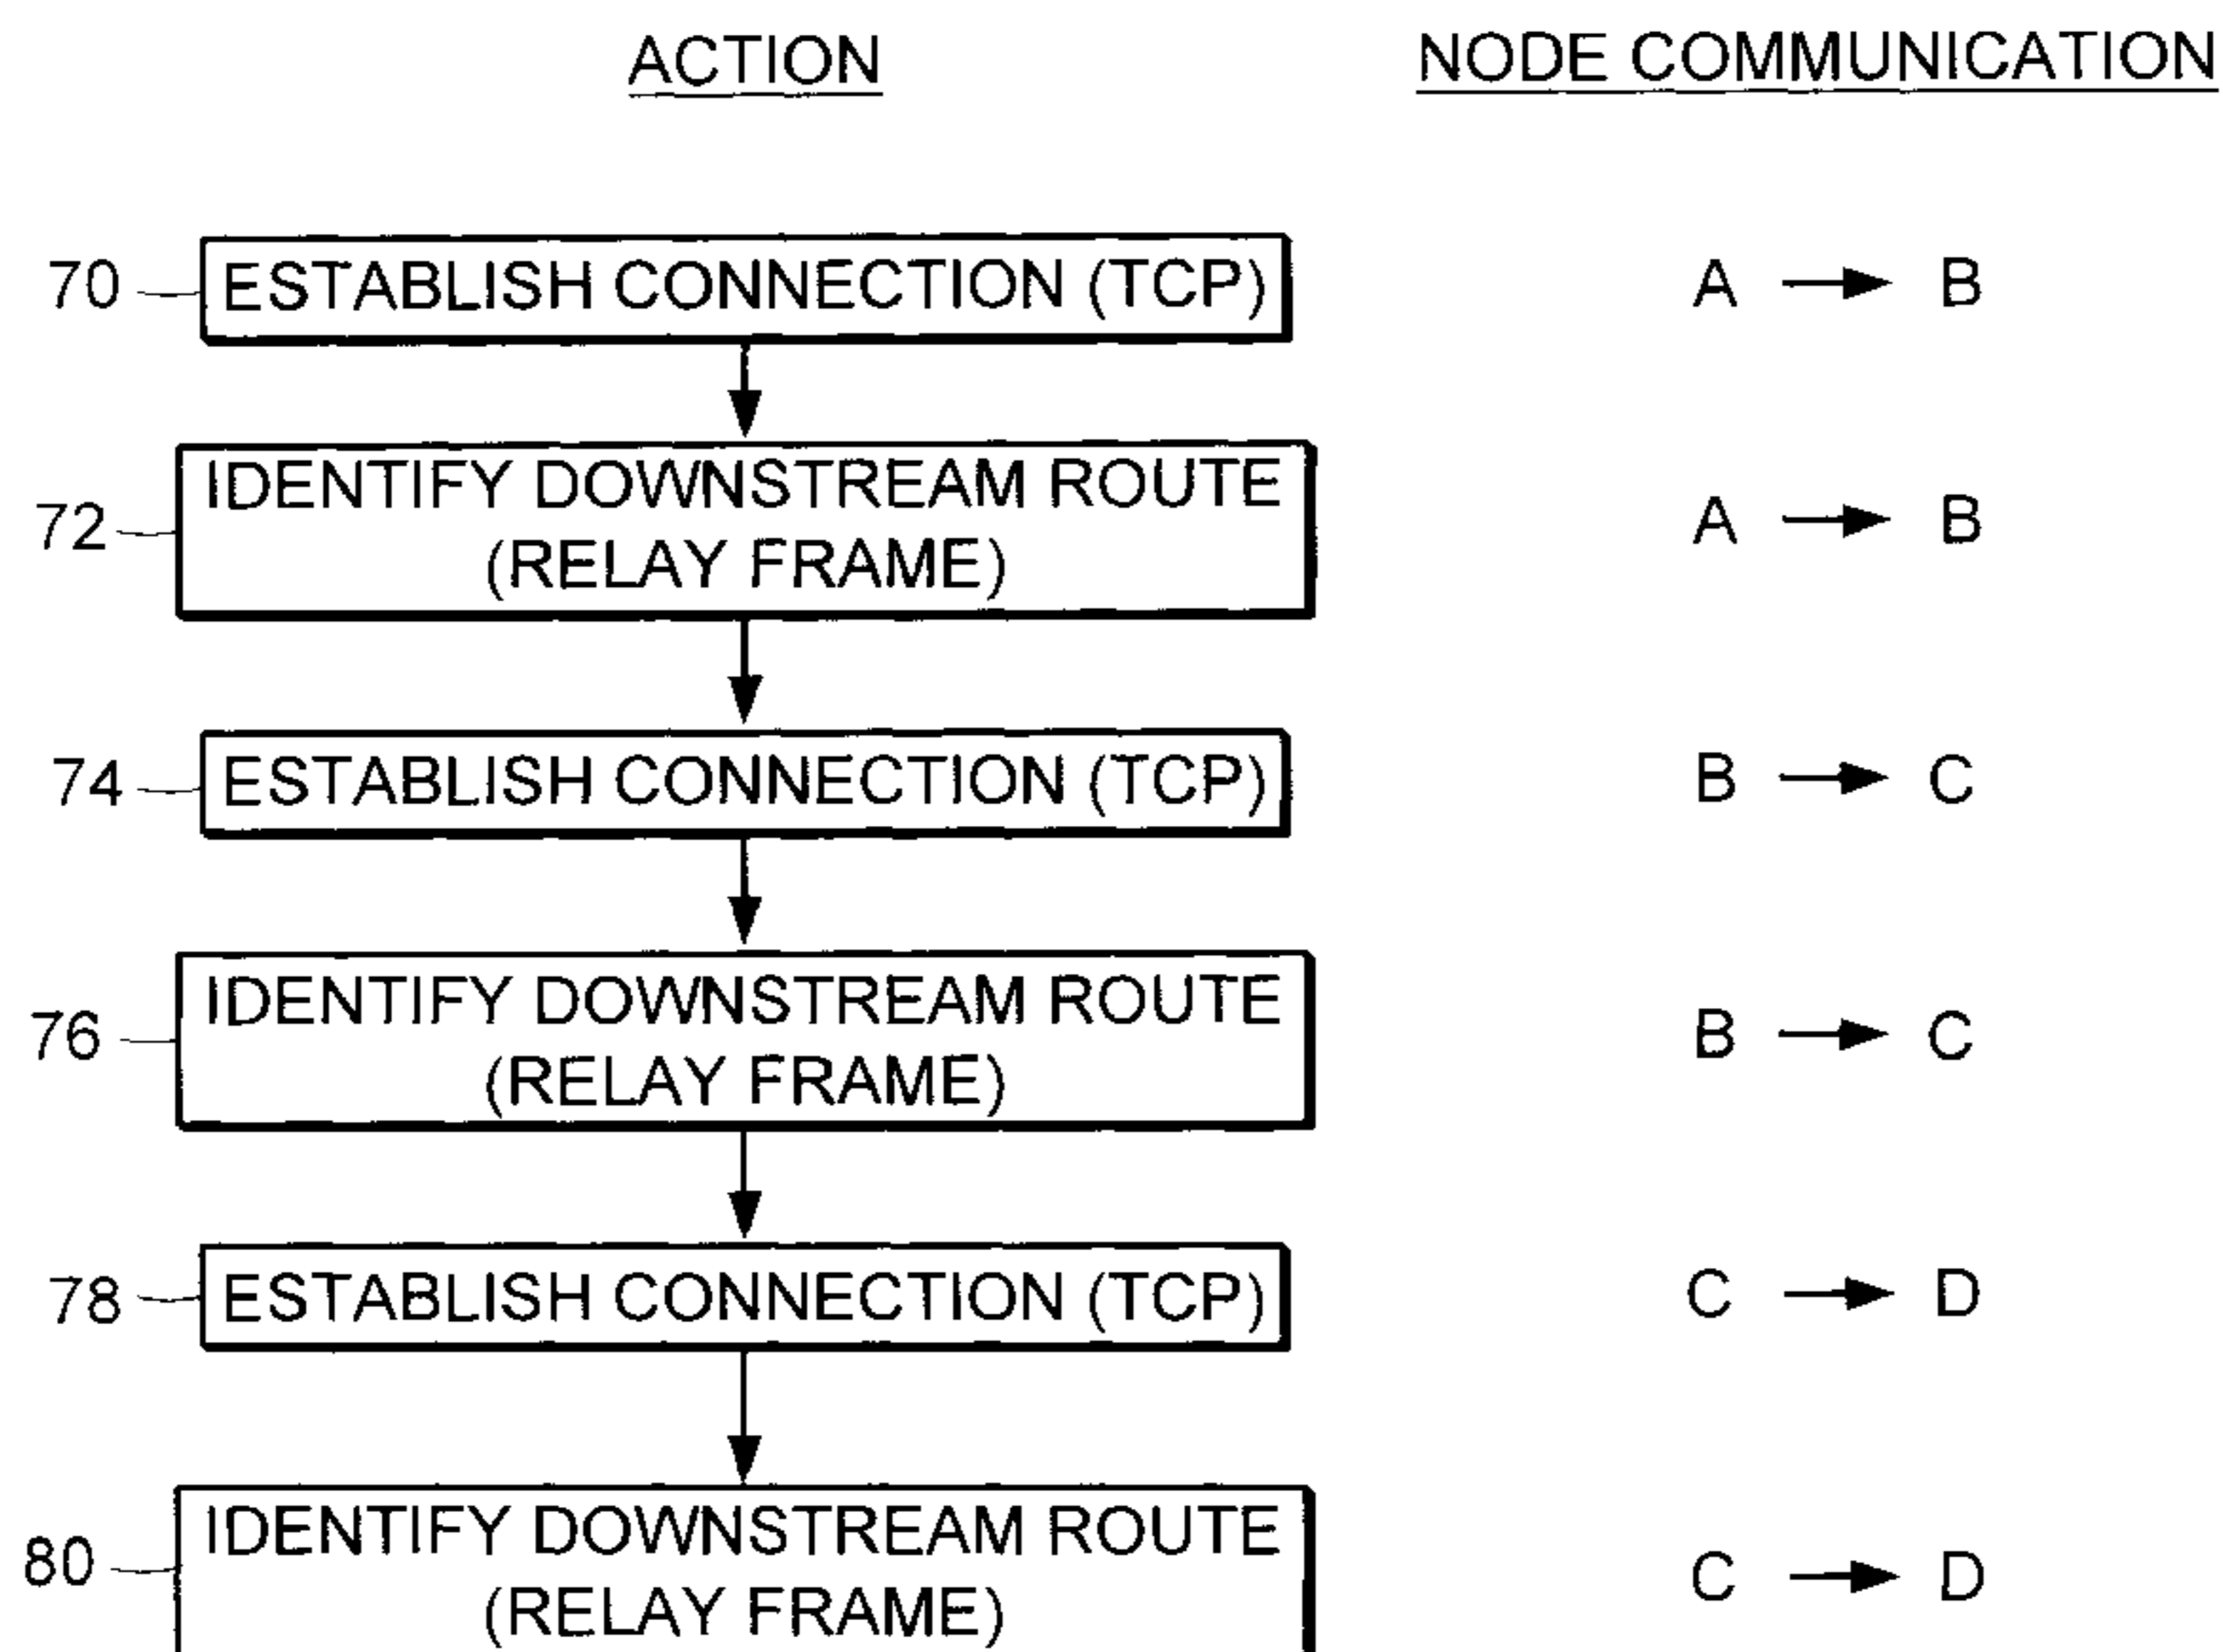 ACTION NODE COMMUNICATION
70 ESTABLISH CONNECTION (TCP) A → B
72 IDENTIFY DOWNSTREAM ROUTE
(RELAY FRAME) A → B
74 ESTABLISH CONNECTION (TCP) B → C
76 IDENTIFY DOWNSTREAM ROUTE
(RELAY FRAME) B → C
78 ESTABLISH CONNECTION (TCP) C → D
80 IDENTIFY DOWNSTREAM ROUTE
(RELAY FRAME) C → D